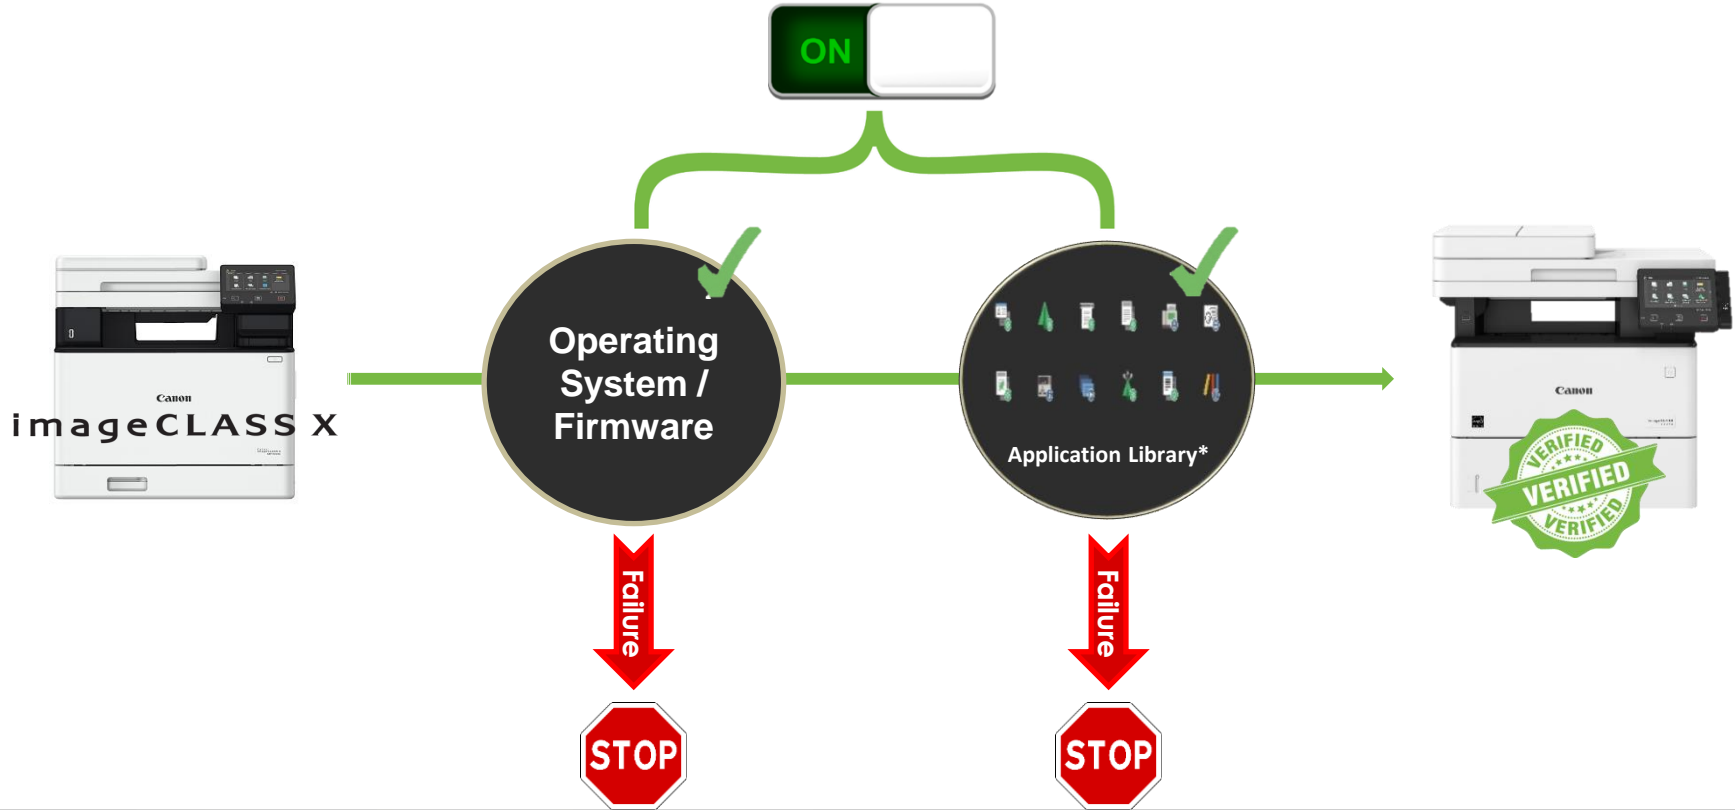 ON
Operating
System /
Firmware
Application Library*
Canon
imageCLASS X
Canon
VERIFIED
VERIFIED
VERIFIED
Failure
Failure
STOP
STOP